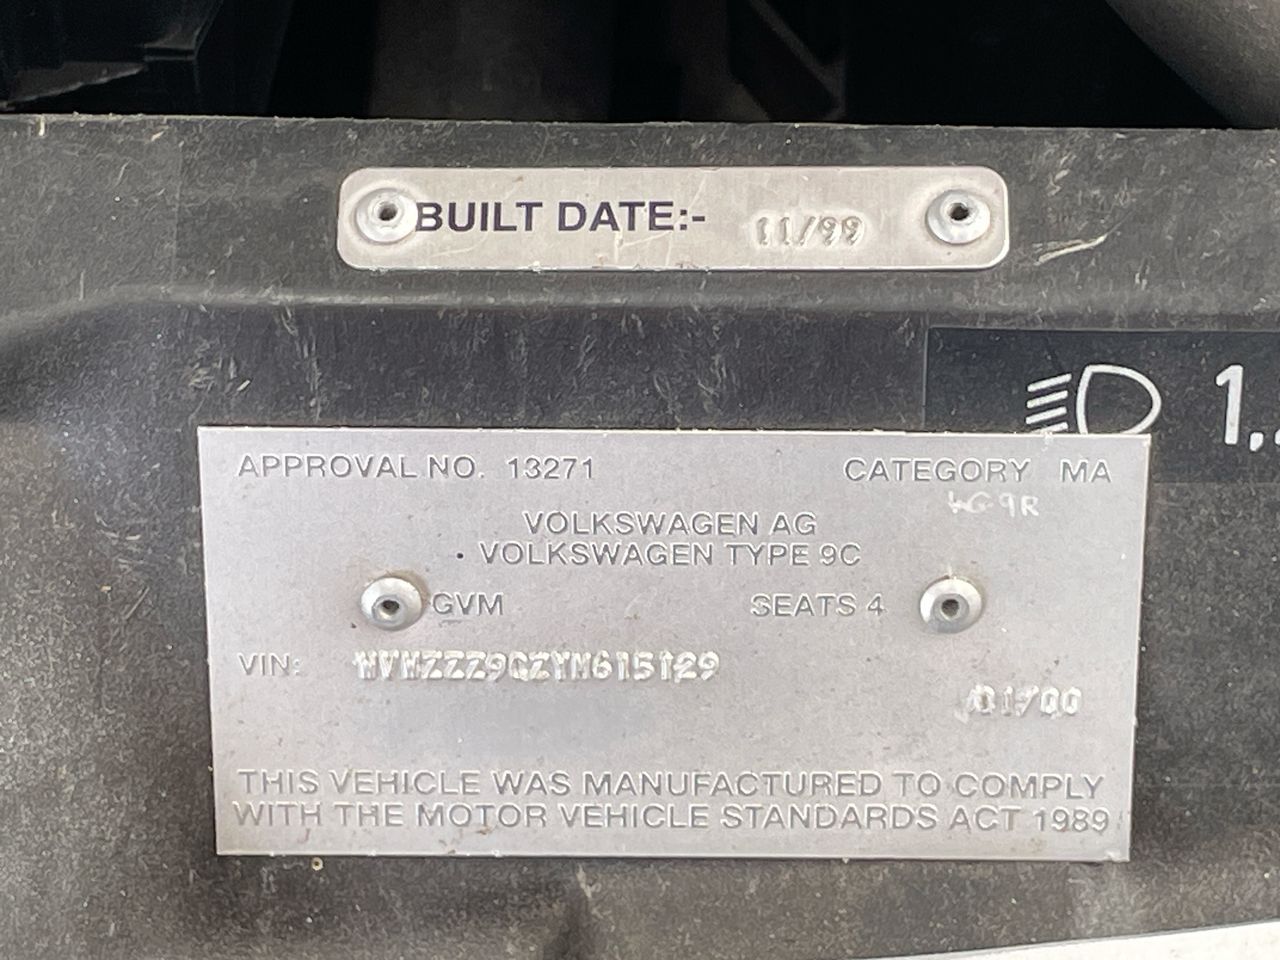 BUILT DATE:- 11/99
1.
APPROVAL NO. 13271 CATEGORY MA
VOLKSWAGEN AG
VOLKSWAGEN TYPE 9C
GVM SEATS 4
VIN: WVWZZZ9CZYM615129
01/00
THIS VEHICLE WAS MANUFACTURED TO COMPLY
WITH THE MOTOR VEHICLE STANDARDS ACT 1989